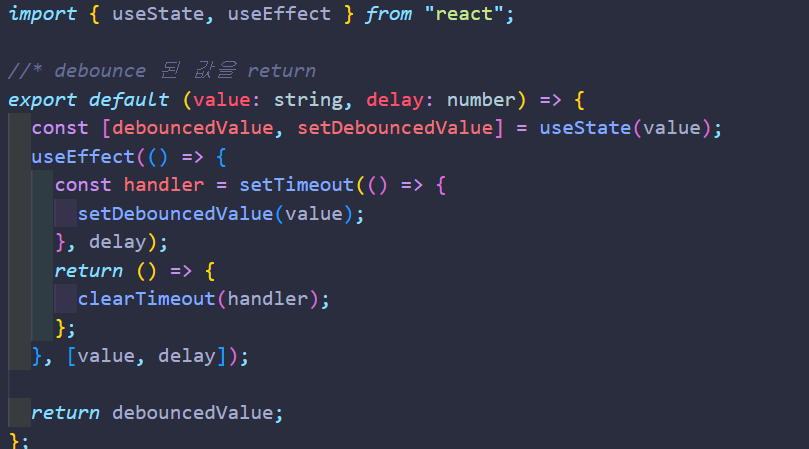 import { useState, useEffect } from "react";

//* debounce 된 값을 return
export default (value: string, delay: number) => {
  const [debouncedValue, setDebouncedValue] = useState(value);
  useEffect(() => {
    const handler = setTimeout(() => {
      setDebouncedValue(value);
    }, delay);
    return () => {
      clearTimeout(handler);
    };
  }, [value, delay]);

  return debouncedValue;
};